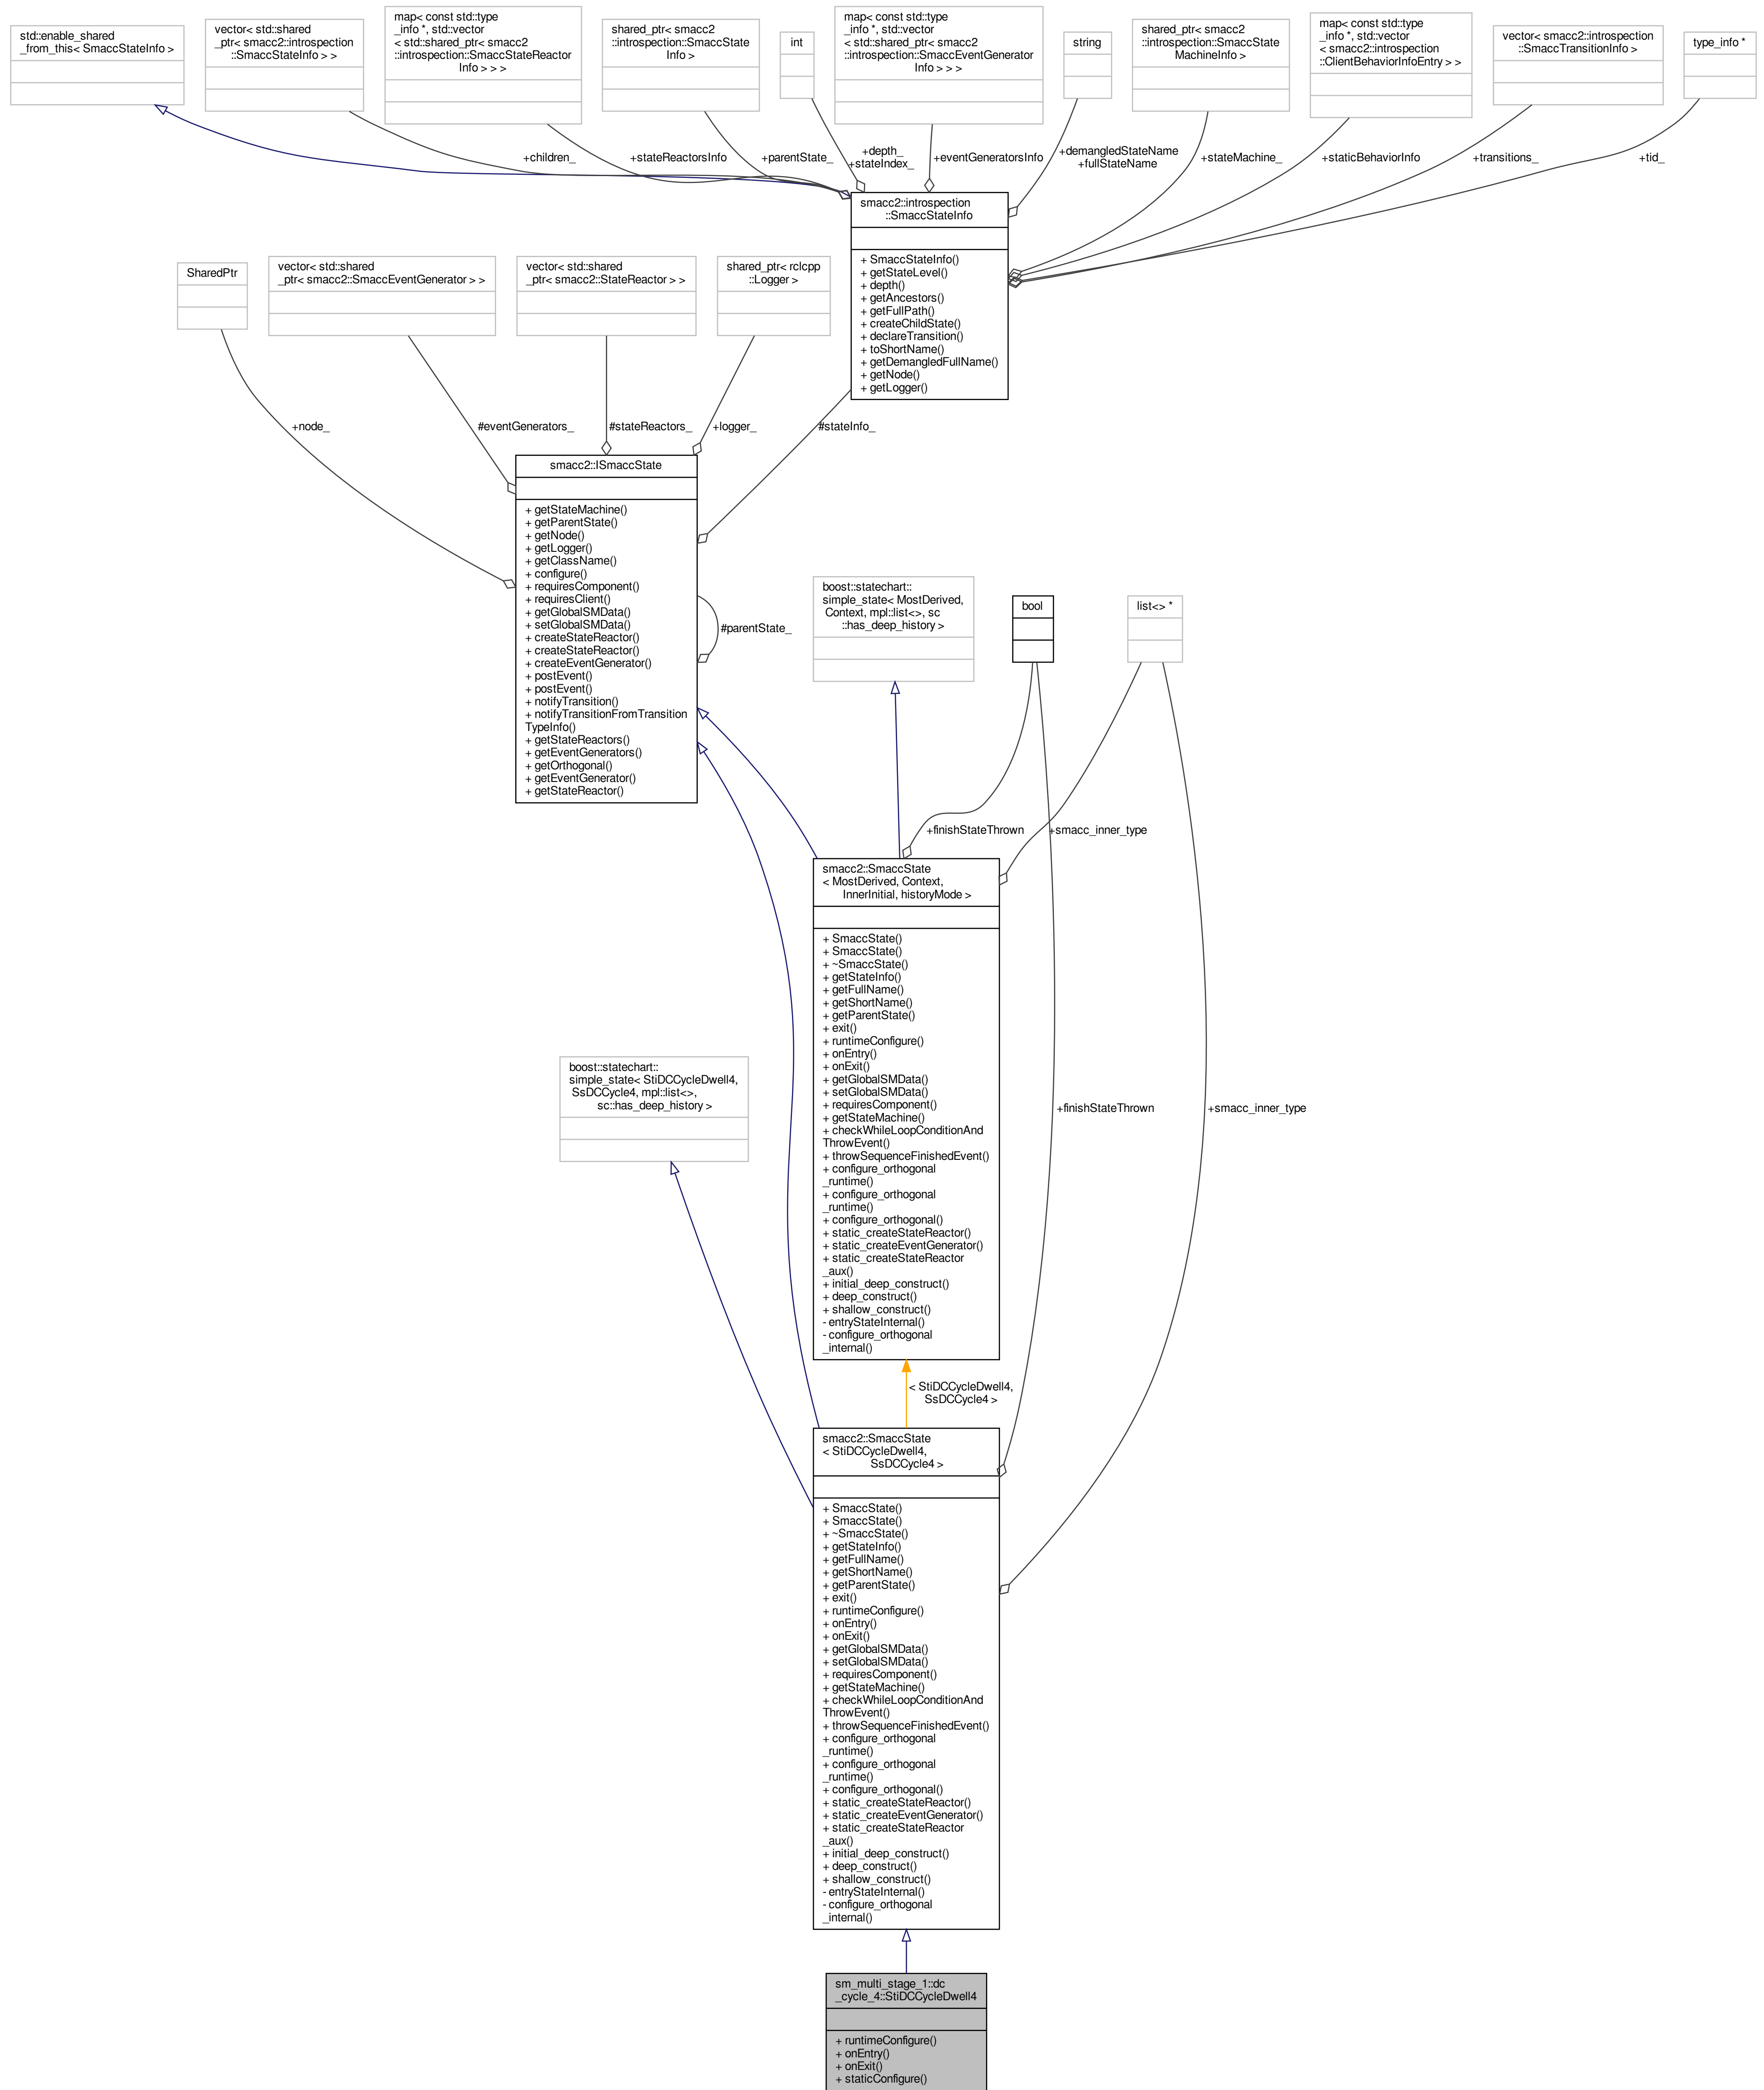 std::enable_shared
_from_this< SmaccStateInfo >
vector< std::shared
_ptr< smacc2::introspection
::SmaccStateInfo > >
map< const std::type
_info *, std::vector
< std::shared_ptr< smacc2
::introspection::SmaccStateReactor
Info > > >
shared_ptr< smacc2
::introspection::SmaccState
Info >
int
map< const std::type
_info *, std::vector
< std::shared_ptr< smacc2
::introspection::SmaccEventGenerator
Info > > >
string
shared_ptr< smacc2
::introspection::SmaccState
MachineInfo >
map< const std::type
_info *, std::vector
< smacc2::introspection
::ClientBehaviorInfoEntry > >
vector< smacc2::introspection
::SmaccTransitionInfo >
type_info *
+children_
+stateReactorsInfo
+parentState_
+depth_
+stateIndex_
+eventGeneratorsInfo
+demangledStateName
+fullStateName
+stateMachine_
+staticBehaviorInfo
+transitions_
+tid_
smacc2::introspection
::SmaccStateInfo
+ SmaccStateInfo()
+ getStateLevel()
+ depth()
+ getAncestors()
+ getFullPath()
+ createChildState()
+ declareTransition()
+ toShortName()
+ getDemangledFullName()
+ getNode()
+ getLogger()
SharedPtr
vector< std::shared
_ptr< smacc2::SmaccEventGenerator > >
vector< std::shared
_ptr< smacc2::StateReactor > >
shared_ptr< rclcpp
::Logger >
+node_
#eventGenerators_
#stateReactors_
+logger_
#stateInfo_
smacc2::ISmaccState
+ getStateMachine()
+ getParentState()
+ getNode()
+ getLogger()
+ getClassName()
+ configure()
+ requiresComponent()
+ requiresClient()
+ getGlobalSMData()
+ setGlobalSMData()
+ createStateReactor()
+ createStateReactor()
+ createEventGenerator()
+ postEvent()
+ postEvent()
+ notifyTransition()
+ notifyTransitionFromTransition
TypeInfo()
+ getStateReactors()
+ getEventGenerators()
+ getOrthogonal()
+ getEventGenerator()
+ getStateReactor()
#parentState_
boost::statechart::
simple_state< MostDerived,
Context, mpl::list<>, sc
::has_deep_history >
bool
list<> *
+finishStateThrown
+smacc_inner_type
smacc2::SmaccState
< MostDerived, Context,
InnerInitial, historyMode >
+ SmaccState()
+ SmaccState()
+ ~SmaccState()
+ getStateInfo()
+ getFullName()
+ getShortName()
+ getParentState()
+ exit()
+ runtimeConfigure()
+ onEntry()
+ onExit()
+ getGlobalSMData()
+ setGlobalSMData()
+ requiresComponent()
+ getStateMachine()
+ checkWhileLoopConditionAnd
ThrowEvent()
+ throwSequenceFinishedEvent()
+ configure_orthogonal
_runtime()
+ configure_orthogonal
_runtime()
+ configure_orthogonal()
+ static_createStateReactor()
+ static_createEventGenerator()
+ static_createStateReactor
_aux()
+ initial_deep_construct()
+ deep_construct()
+ shallow_construct()
- entryStateInternal()
- configure_orthogonal
_internal()
boost::statechart::
simple_state< StiDCCycleDwell4,
SsDCCycle4, mpl::list<>,
sc::has_deep_history >
+finishStateThrown
+smacc_inner_type
< StiDCCycleDwell4,
SsDCCycle4 >
smacc2::SmaccState
< StiDCCycleDwell4,
SsDCCycle4 >
+ SmaccState()
+ SmaccState()
+ ~SmaccState()
+ getStateInfo()
+ getFullName()
+ getShortName()
+ getParentState()
+ exit()
+ runtimeConfigure()
+ onEntry()
+ onExit()
+ getGlobalSMData()
+ setGlobalSMData()
+ requiresComponent()
+ getStateMachine()
+ checkWhileLoopConditionAnd
ThrowEvent()
+ throwSequenceFinishedEvent()
+ configure_orthogonal
_runtime()
+ configure_orthogonal
_runtime()
+ configure_orthogonal()
+ static_createStateReactor()
+ static_createEventGenerator()
+ static_createStateReactor
_aux()
+ initial_deep_construct()
+ deep_construct()
+ shallow_construct()
- entryStateInternal()
- configure_orthogonal
_internal()
sm_multi_stage_1::dc
_cycle_4::StiDCCycleDwell4
+ runtimeConfigure()
+ onEntry()
+ onExit()
+ staticConfigure()